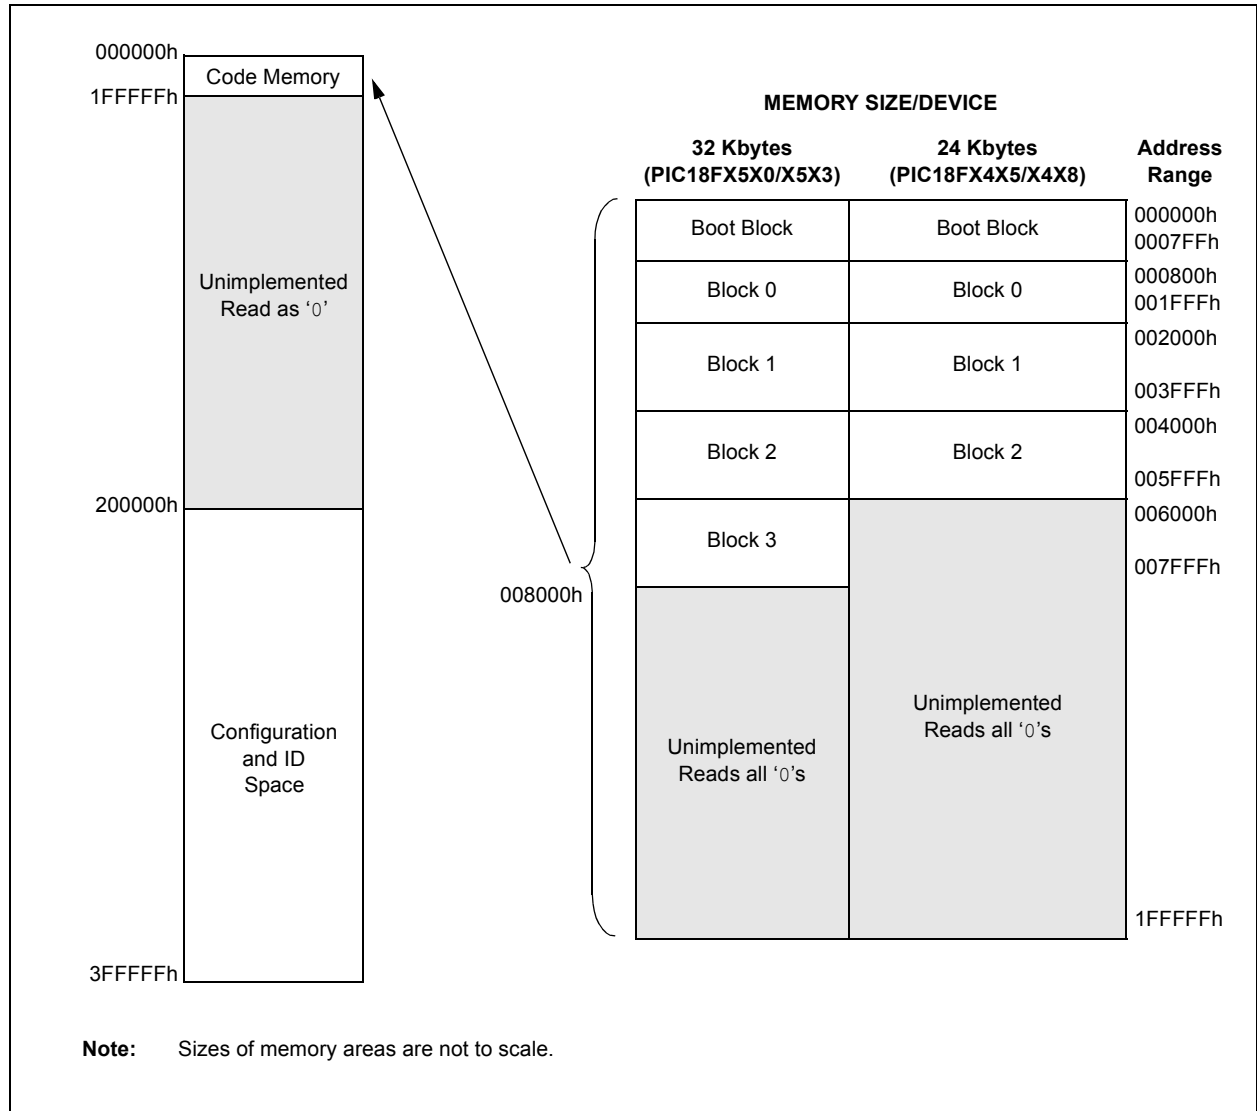 000000h
Code Memory
1FFFFFh
Unimplemented
Read as ‘0’
200000h
Configuration
and ID
Space
3FFFFFh
008000h
MEMORY SIZE/DEVICE
32 Kbytes
(PIC18FX5X0/X5X3)
24 Kbytes
(PIC18FX4X5/X4X8)
Address
Range
Boot Block
Boot Block
000000h
0007FFh
Block 0
Block 0
000800h
001FFFh
Block 1
Block 1
002000h
003FFFh
Block 2
Block 2
004000h
005FFFh
Block 3
006000h
007FFFh
Unimplemented
Reads all ‘0’s
Unimplemented
Reads all ‘0’s
1FFFFFh
Note: Sizes of memory areas are not to scale.